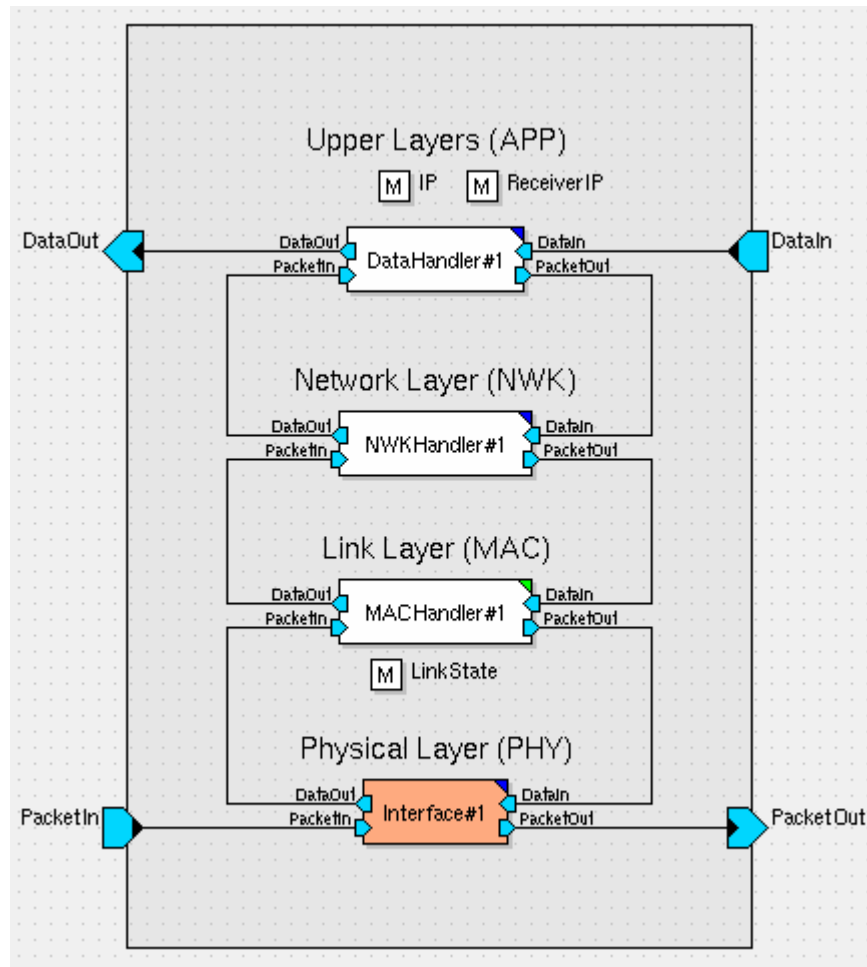 Upper Layers (APP)
M IP M ReceiverIP
DataOut DataOut DataHandler#1 DataIn DataIn
PacketIn PacketOut
Network Layer (NWK)
DataOut NWKHandler#1 DataIn
PacketIn PacketOut
Link Layer (MAC)
DataOut MACHandler#1 DataIn
PacketIn PacketOut
M LinkState
Physical Layer (PHY)
DataOut Interface#1 DataIn
PacketIn PacketIn PacketOut PacketOut